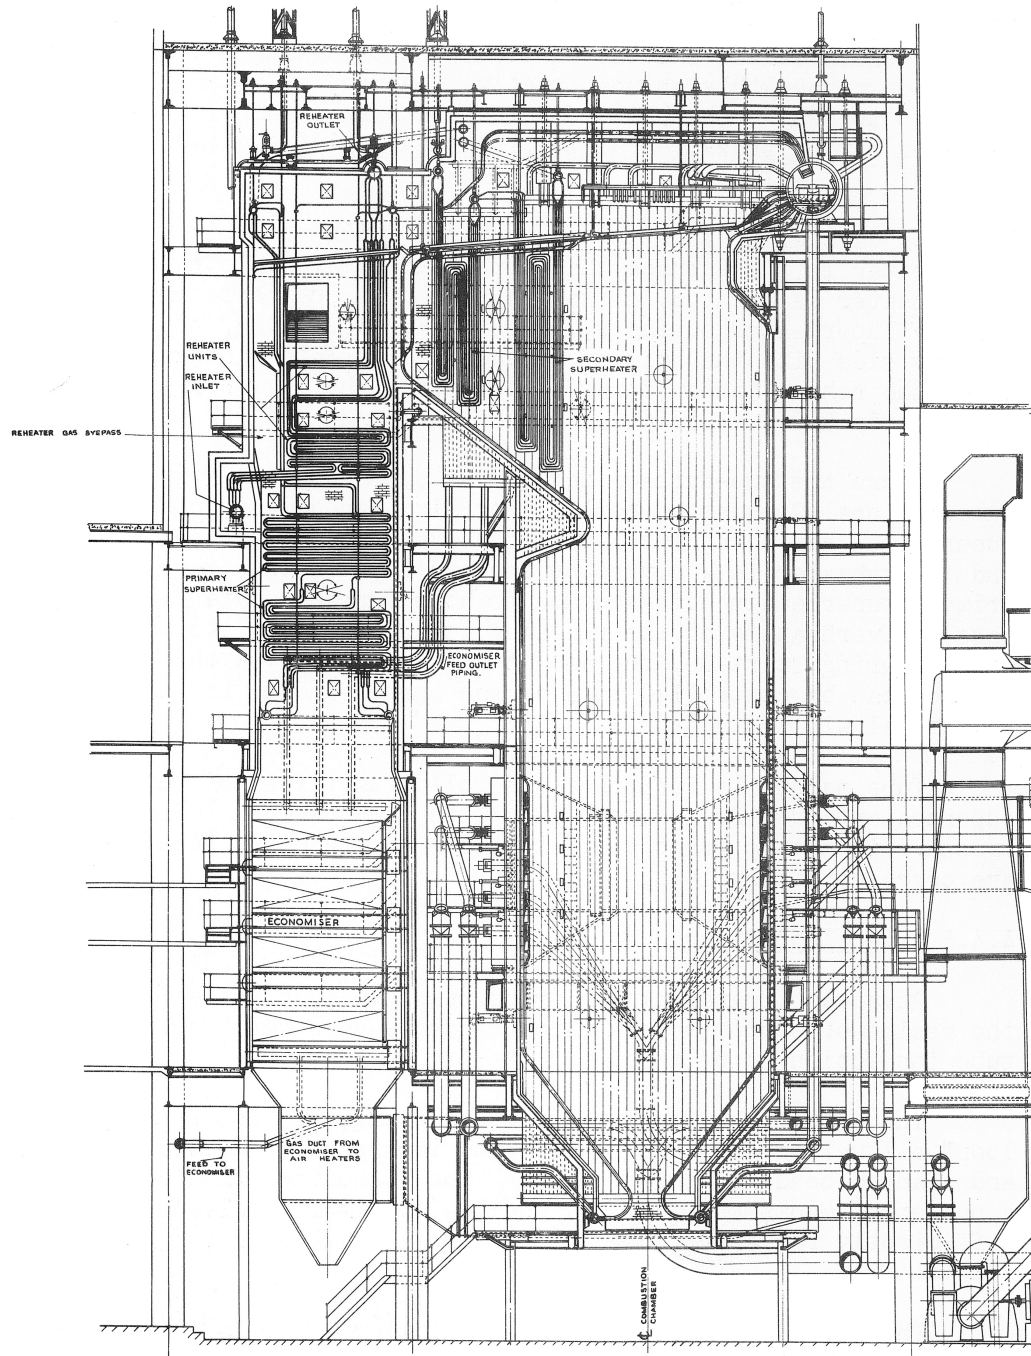 REHEATER
OUTLET
REHEATER
UNITS
REHEATER
INLET
SECONDARY
SUPERHEATER
REHEATER GAS BYEPASS
PRIMARY
SUPERHEATER
ECONOMISER
FEED OUTLET
PIPING.
ECONOMISER
GAS DUCT FROM
ECONOMISER TO
AIR HEATERS
FEED TO
ECONOMISER
COMBUSTION
CHAMBER